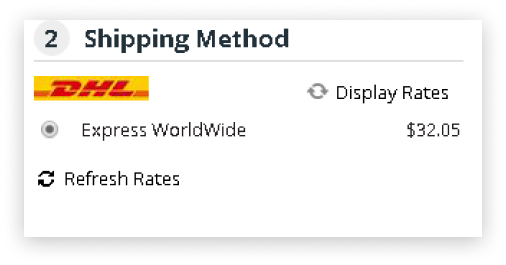 2 Shipping Method
DHL
Display Rates
Express WorldWide $32.05
Refresh Rates